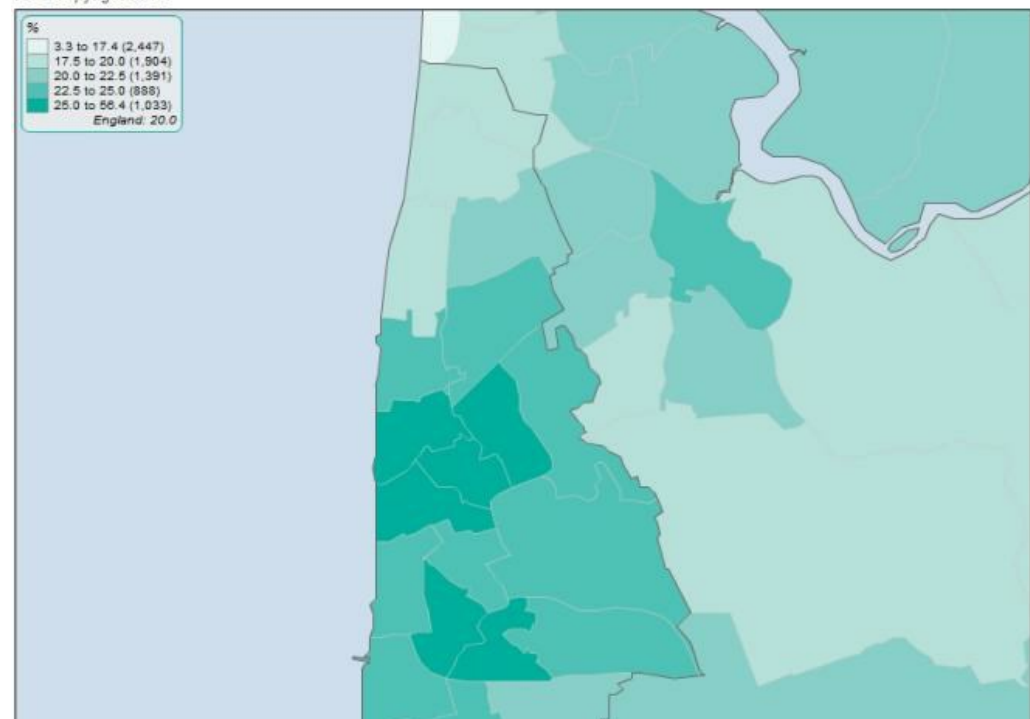 %
3.3 to 17.4 (2,447)
17.5 to 20.0 (1,904)
20.0 to 22.5 (1,391)
22.5 to 25.0 (888)
25.0 to 56.4 (1,033)
England: 20.0